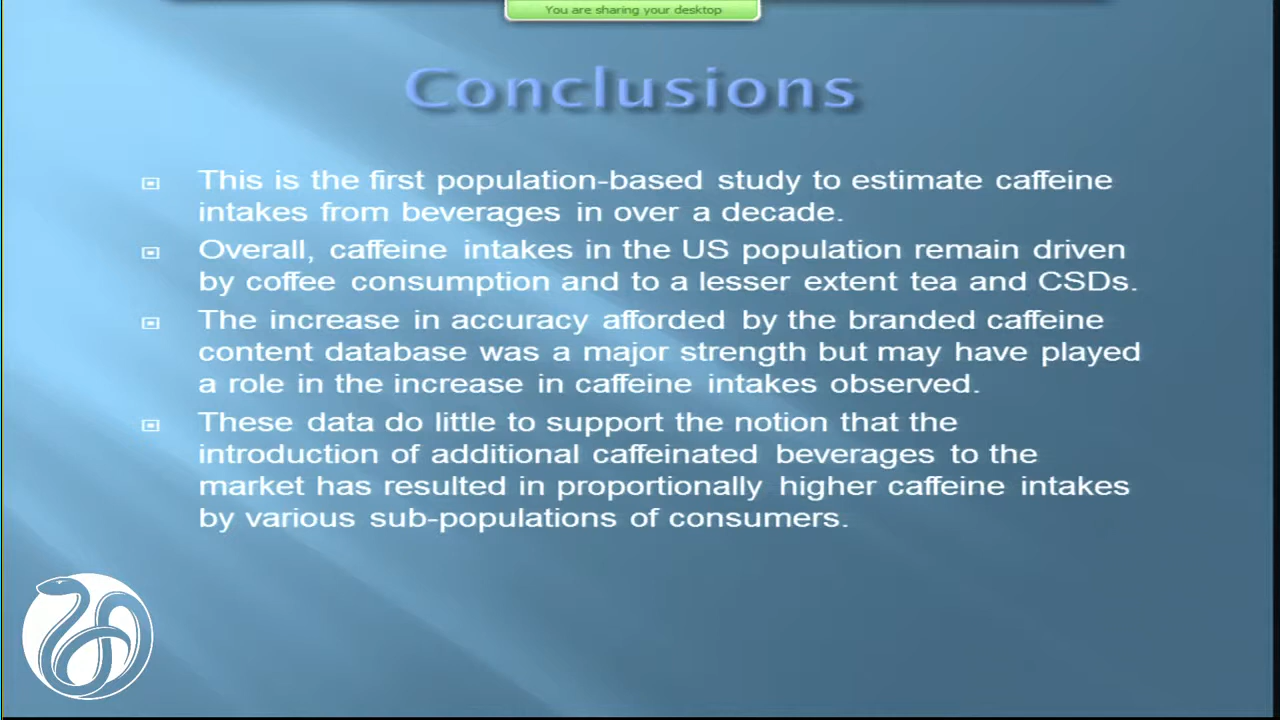 You are sharing your desktop
Conclusions
This is the first population-based study to estimate caffeine
intakes from beverages in over a decade.
Overall, caffeine intakes in the US population remain driven
by coffee consumption and to a lesser extent tea and CSDs.
The increase in accuracy afforded by the branded caffeine
content database was a major strength but may have played
a role in the increase in caffeine intakes observed.
These data do little to support the notion that the
introduction of additional caffeinated beverages to the
market has resulted in proportionally higher caffeine intakes
by various sub-populations of consumers.